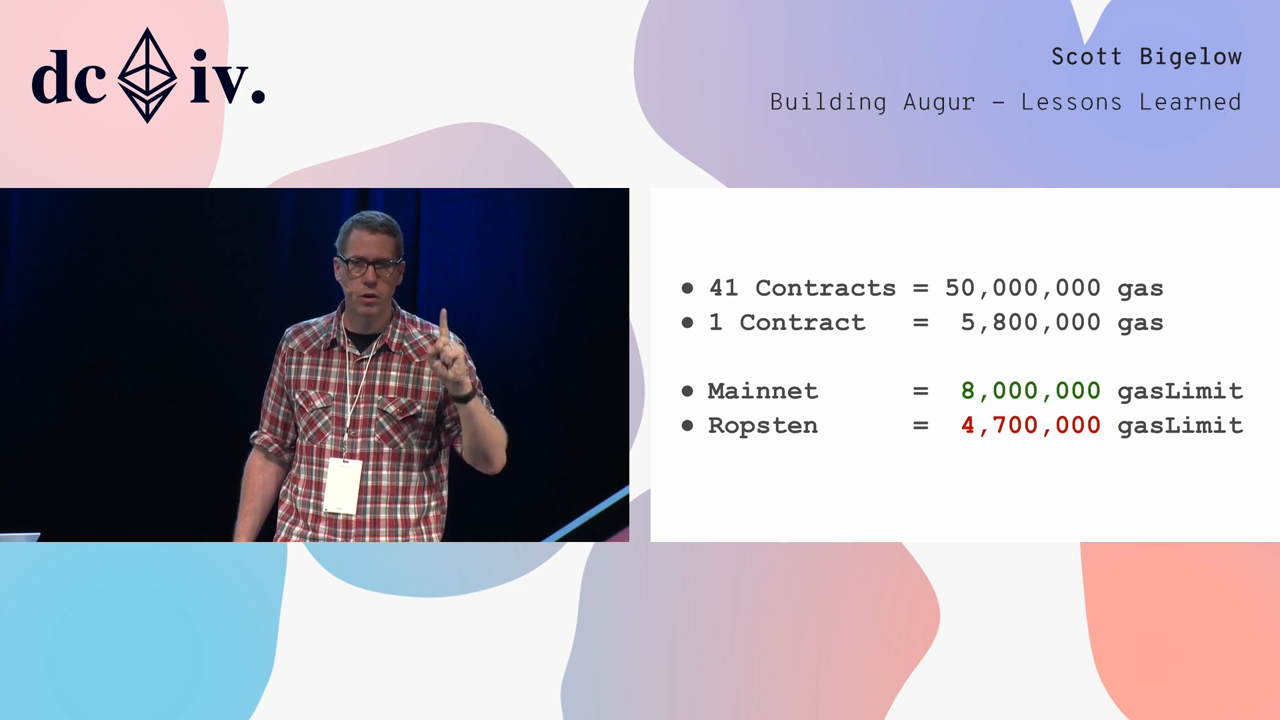 dc iv.
Scott Bigelow
Building Augur – Lessons Learned
• 41 Contracts = 50,000,000 gas
• 1 Contract = 5,800,000 gas
• Mainnet = 8,000,000 gasLimit
• Ropsten = 4,700,000 gasLimit